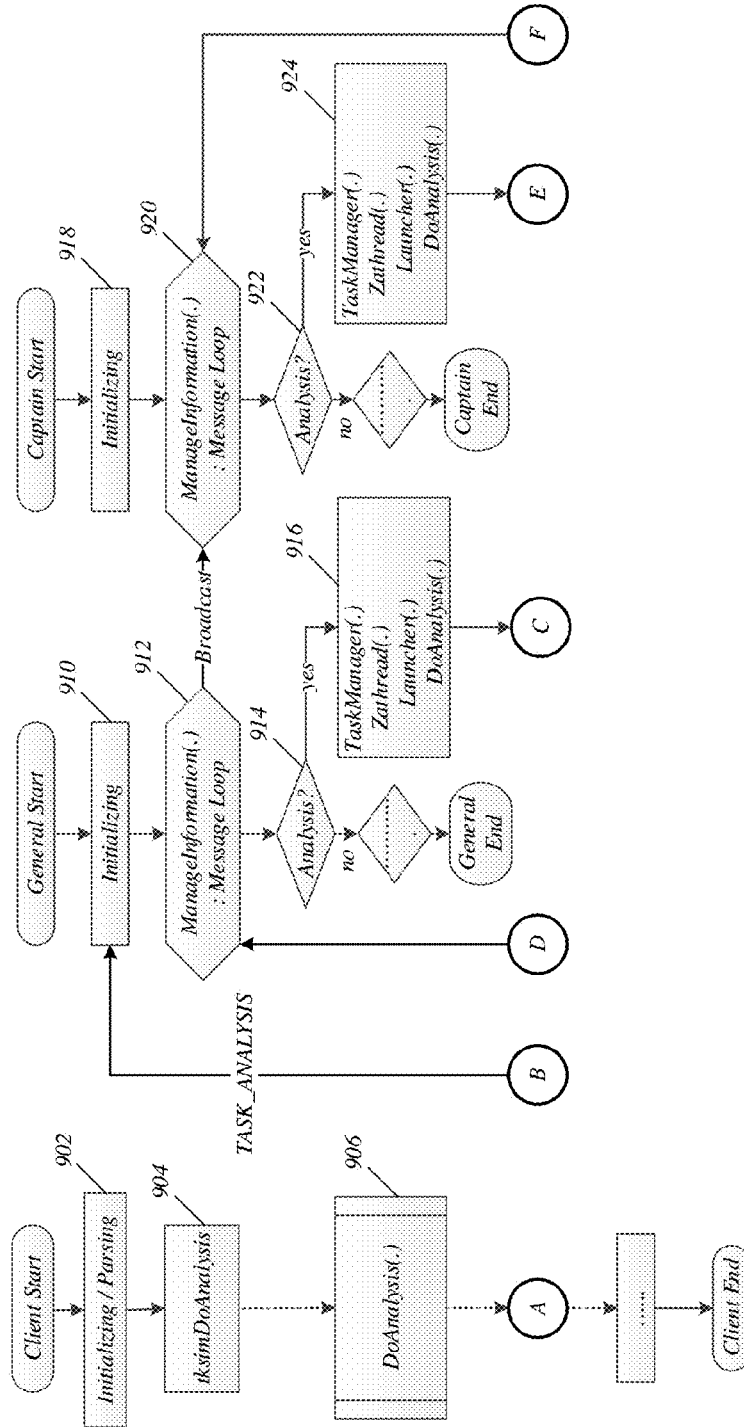 Client Start
902
Initializing / Parsing
904
tksimDoAnalysis
906
DoAnalysis(.)
A
......
Client End
TASK_ANALYSIS
B
General Start
910
Initializing
912
ManageInformation(.)
: Message Loop
D
Broadcast
914
Analysis?
yes
no
916
TaskManager(.)
Zathread(.)
Launcher(.)
DoAnalysis(.)
C
..........
.
General
End
Captain Start
918
Initializing
920
ManageInformation(.)
: Message Loop
922
Analysis?
yes
no
924
TaskManager(.)
Zathread(.)
Launcher(.)
DoAnalysis(.)
E
..........
.
Captain
End
F